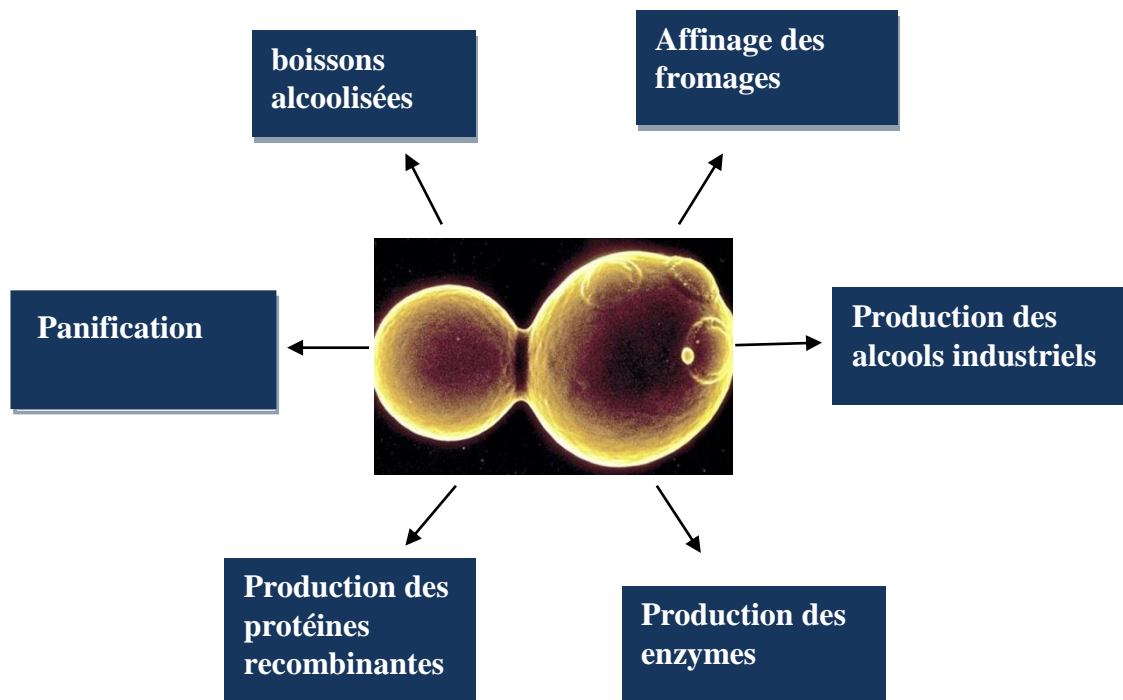 boissons
alcoolisées
Affinage des
fromages
Panification
Production des
alcools industriels
Production des
protéines
recombinantes
Production des
enzymes